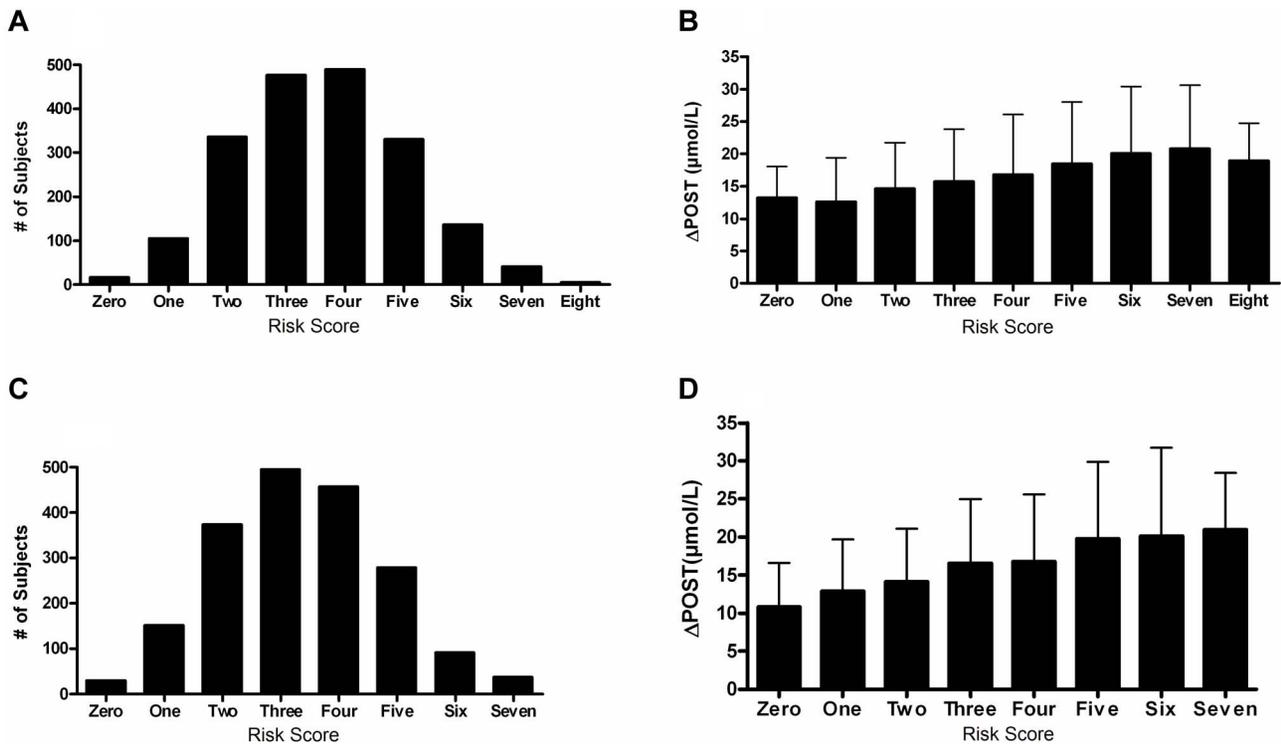 A
500
400
300
200
100
0
# of Subjects
Zero One Two Three Four Five Six Seven Eight
Risk Score
B
35
30
25
20
15
10
5
0
ΔPOST (µmol/L)
Zero One Two Three Four Five Six Seven Eight
Risk Score
C
500
400
300
200
100
0
# of Subjects
Zero One Two Three Four Five Six Seven
Risk Score
D
35
30
25
20
15
10
5
0
ΔPOST(µmol/L)
Zero One Two Three Four Five Six Seven
Risk Score